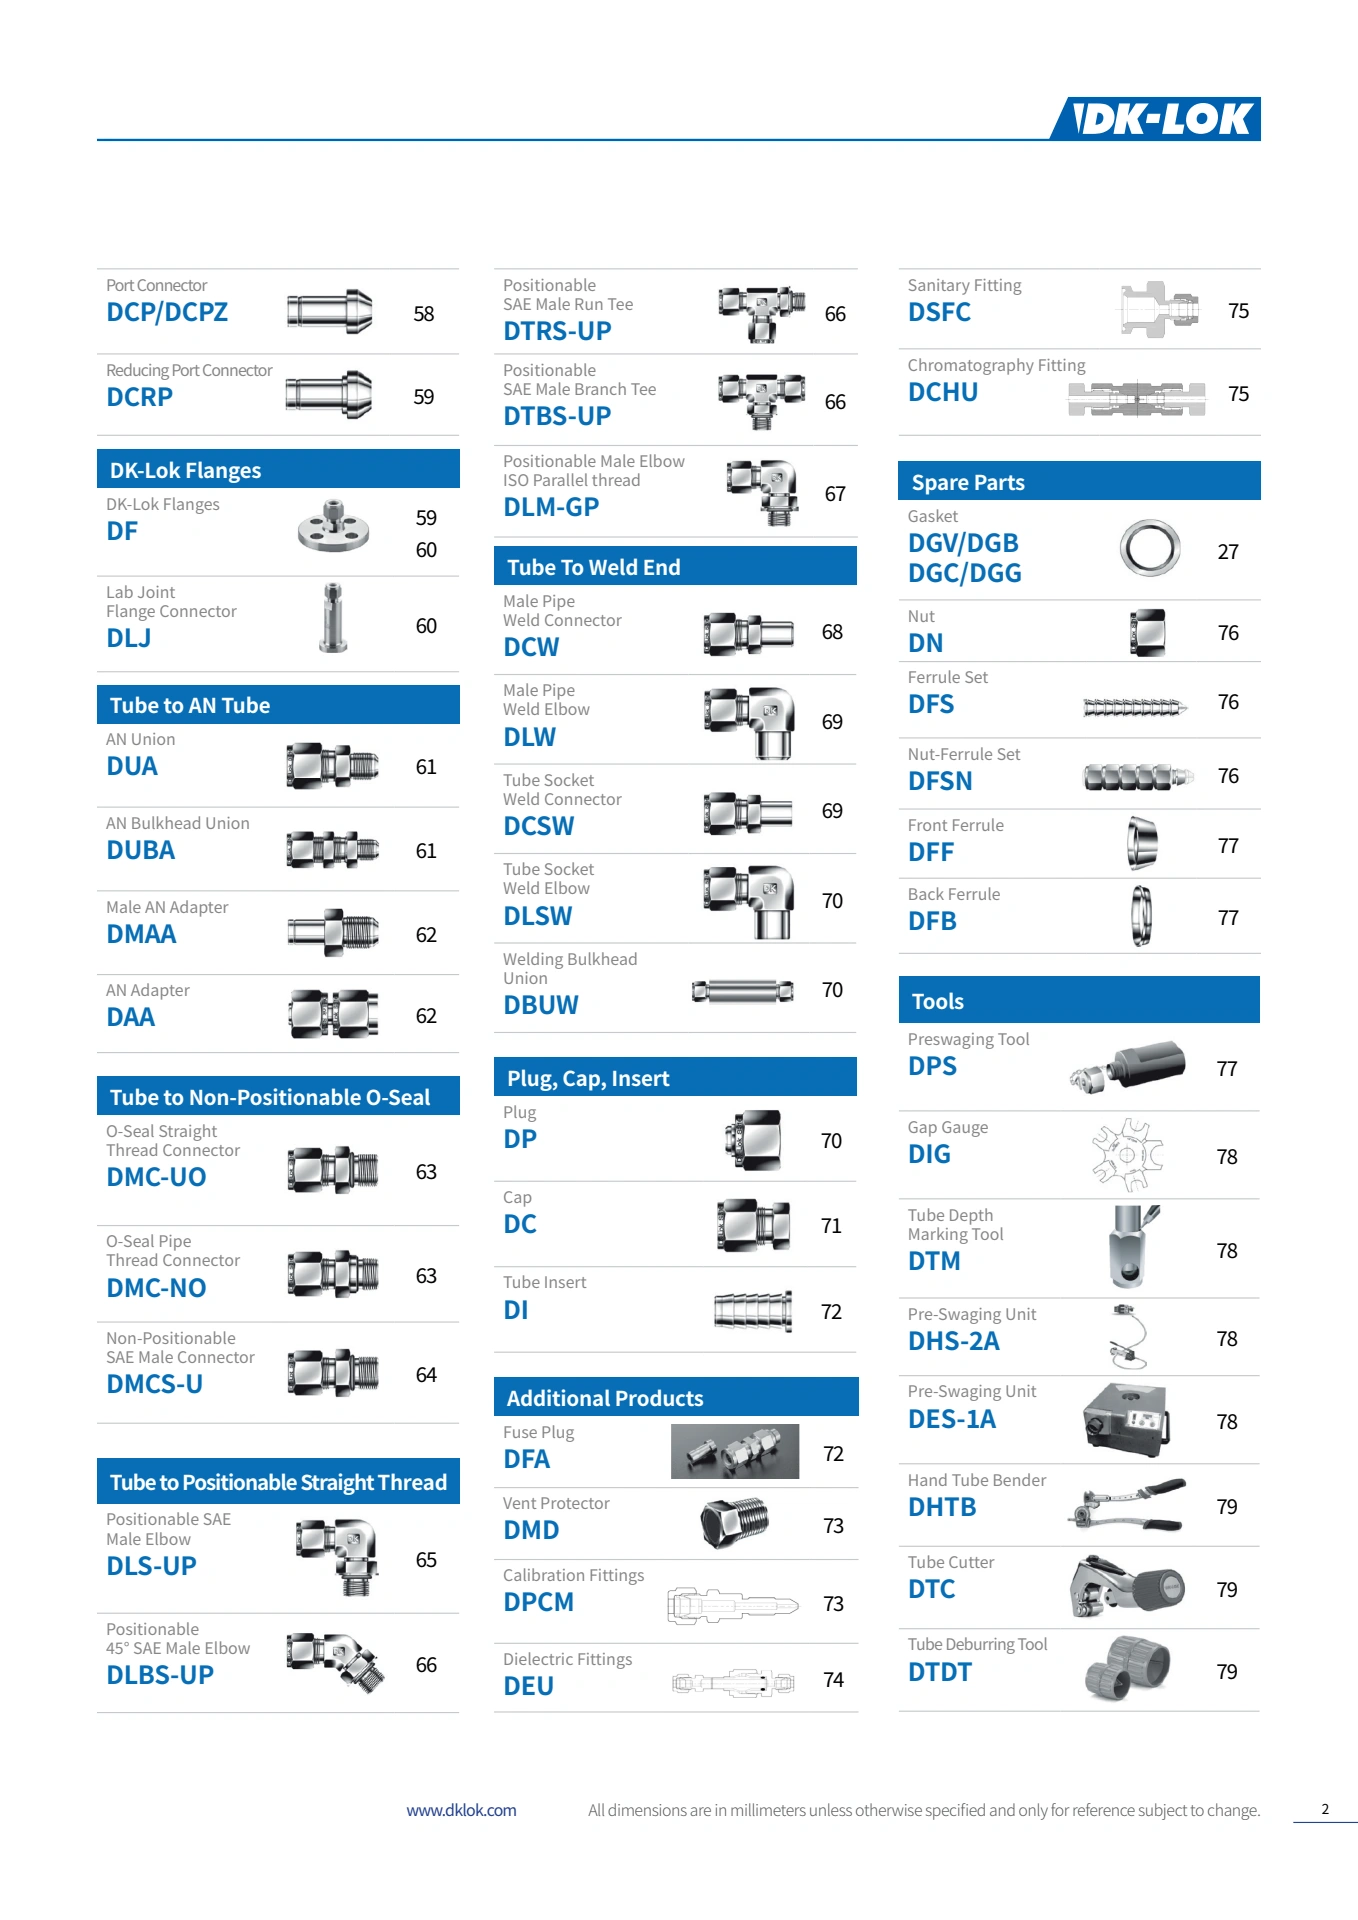 DK-LOK
Port Connector
DCP/DCPZ
58
Reducing Port Connector
DCRP
59
DK-Lok Flanges
DK-Lok Flanges
DF
59
60
Lab Joint
Flange Connector
DLJ
60
Tube to AN Tube
AN Union
DUA
61
AN Bulkhead Union
DUBA
61
Male AN Adapter
DMAA
62
AN Adapter
DAA
62
Tube to Non-Positionable O-Seal
O-Seal Straight
Thread Connector
DMC-UO
63
O-Seal Pipe
Thread Connector
DMC-NO
63
Non-Positionable
SAE Male Connector
DMCS-U
64
Tube to Positionable Straight Thread
Positionable SAE
Male Elbow
DLS-UP
65
Positionable
45° SAE Male Elbow
DLBS-UP
66
Positionable
SAE Male Run Tee
DTRS-UP
66
Positionable
SAE Male Branch Tee
DTBS-UP
66
Positionable Male Elbow
ISO Parallel thread
DLM-GP
67
Tube To Weld End
Male Pipe
Weld Connector
DCW
68
Male Pipe
Weld Elbow
DLW
69
Tube Socket
Weld Connector
DCSW
69
Tube Socket
Weld Elbow
DLSW
70
Welding Bulkhead
Union
DBUW
70
Plug, Cap, Insert
Plug
DP
70
Cap
DC
71
Tube Insert
DI
72
Additional Products
Fuse Plug
DFA
72
Vent Protector
DMD
73
Calibration Fittings
DPCM
73
Dielectric Fittings
DEU
74
Sanitary Fitting
DSFC
75
Chromatography Fitting
DCHU
75
Spare Parts
Gasket
DGV/DGB
DGC/DGG
27
Nut
DN
76
Ferrule Set
DFS
76
Nut-Ferrule Set
DFSN
76
Front Ferrule
DFF
77
Back Ferrule
DFB
77
Tools
Preswaging Tool
DPS
77
Gap Gauge
DIG
78
Tube Depth
Marking Tool
DTM
78
Pre-Swaging Unit
DHS-2A
78
Pre-Swaging Unit
DES-1A
78
Hand Tube Bender
DHTB
79
Tube Cutter
DTC
79
Tube Deburring Tool
DTDT
79
www.dklok.com
All dimensions are in millimeters unless otherwise specified and only for reference subject to change.
2